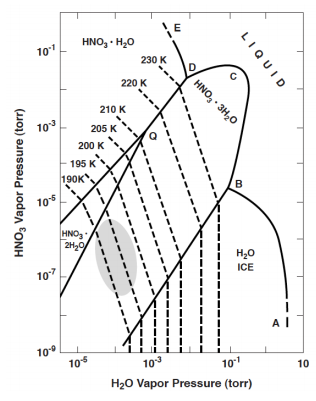 HNO₃ • H₂O
E
LIQUID
10⁻¹
230 K
D
C
220 K
HNO₃ • 3H₂O
210 K
10⁻³
205 K
Q
200 K
195 K
190K
B
10⁻⁵
HNO₃ •
2H₂O
H₂O
ICE
10⁻⁷
A
10⁻⁹
HNO₃ Vapor Pressure (torr)
10⁻⁵ 10⁻³ 10⁻¹ 10
H₂O Vapor Pressure (torr)